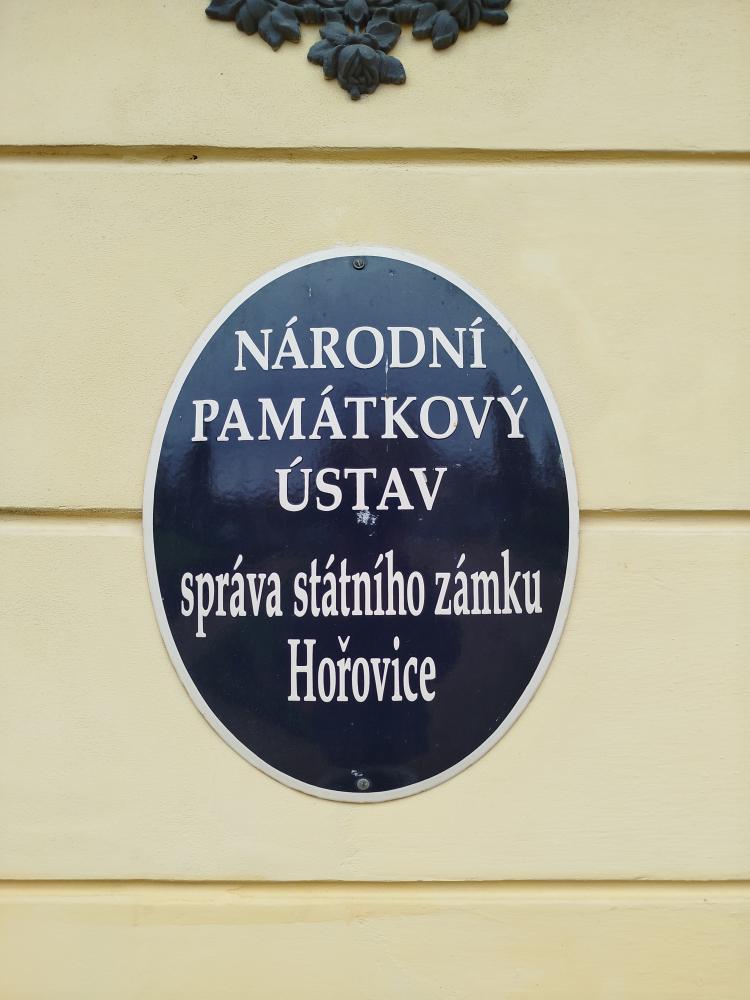 NÁRODNÍ
PAMÁTKOVÝ
ÚSTAV
správa státního zámku
Hořovice